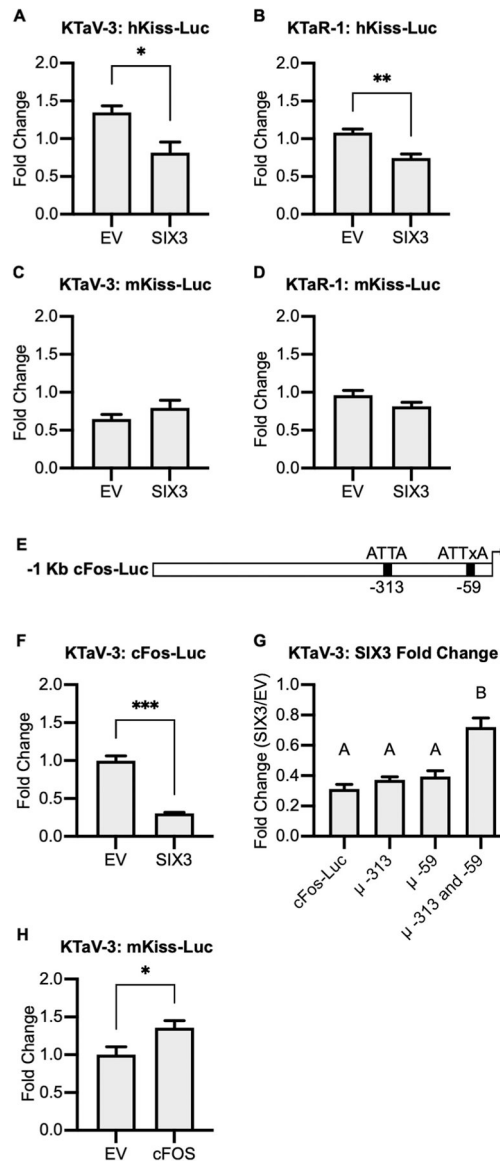 A
KTaV-3: hKiss-Luc
Fold Change
2.0
1.5
1.0
0.5
0.0
*
EV
SIX3
B
KTaR-1: hKiss-Luc
Fold Change
2.0
1.5
1.0
0.5
0.0
**
EV
SIX3
C
KTaV-3: mKiss-Luc
Fold Change
2.0
1.5
1.0
0.5
0.0
EV
SIX3
D
KTaR-1: mKiss-Luc
Fold Change
2.0
1.5
1.0
0.5
0.0
EV
SIX3
E
ATTA
ATTxA
-1 Kb cFos-Luc
-313
-59
F
KTaV-3: cFos-Luc
Fold Change
2.0
1.5
1.0
0.5
0.0
***
EV
SIX3
G
KTaV-3: SIX3 Fold Change
Fold Change (SIX3/EV)
1.0
0.8
0.6
0.4
0.2
0.0
A
A
A
B
cFos-Luc
µ -313
µ -59
µ -313 and -59
H
KTaV-3: mKiss-Luc
Fold Change
2.0
1.5
1.0
0.5
0.0
*
EV
cFOS